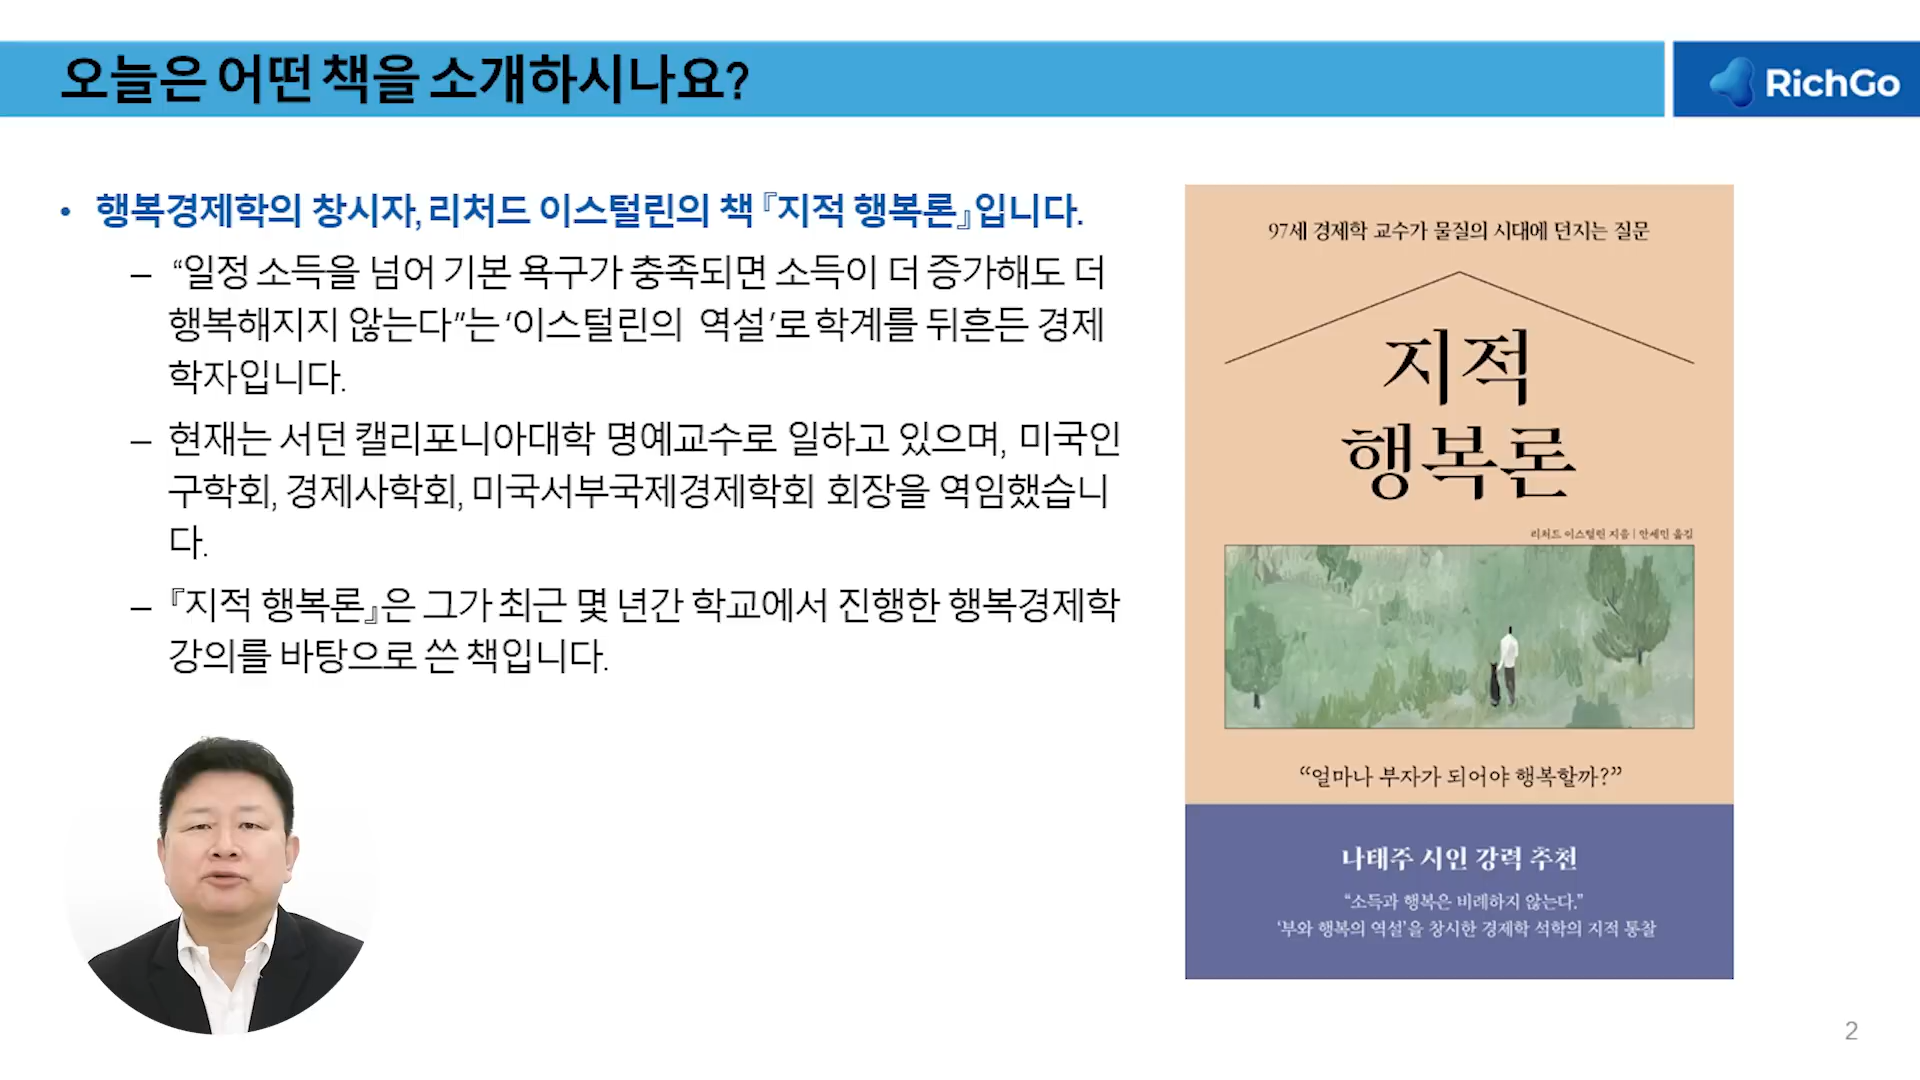 오늘은 어떤 책을 소개하시나요?
RichGo
• 행복경제학의 창시자, 리처드 이스털린의 책『지적 행복론』입니다.
– “일정 소득을 넘어 기본 욕구가 충족되면 소득이 더 증가해도 더
행복해지지 않는다”는 ‘이스털린의 역설’로 학계를 뒤흔든 경제
학자입니다.
– 현재는 서던 캘리포니아대학 명예교수로 일하고 있으며, 미국인
구학회, 경제사학회, 미국서부국제경제학회 회장을 역임했습니
다.
–『지적 행복론』은 그가 최근 몇 년간 학교에서 진행한 행복경제학
강의를 바탕으로 쓴 책입니다.
97세 경제학 교수가 물질의 시대에 던지는 질문
지적
행복론
리처드 이스털린 지음 | 안세민 옮김
“얼마나 부자가 되어야 행복할까?”
나태주 시인 강력 추천
“소득과 행복은 비례하지 않는다.”
‘부와 행복의 역설’을 창시한 경제학 석학의 지적 통찰
2